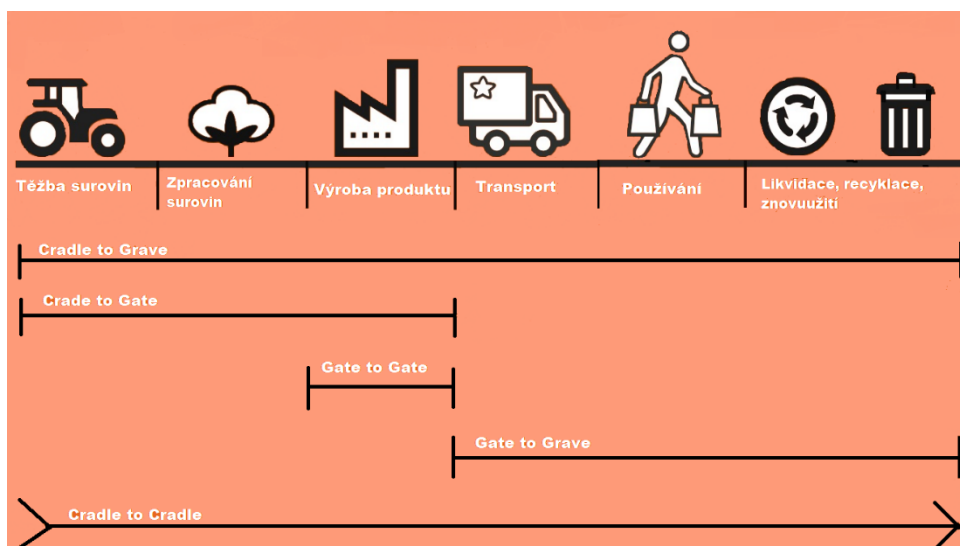 Těžba surovin
Zpracování
surovin
Výroba produktu
Transport
Používání
Likvidace, recyklace,
znovuužití
Cradle to Grave
Crade to Gate
Gate to Gate
Gate to Grave
Cradle to Cradle